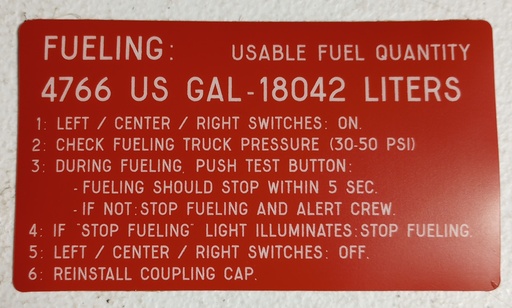 FUELING: USABLE FUEL QUANTITY
4766 US GAL-18042 LITERS
1: LEFT / CENTER / RIGHT SWITCHES: ON.
2: CHECK FUELING TRUCK PRESSURE (30-50 PSI)
3: DURING FUELING, PUSH TEST BUTTON:
-FUELING SHOULD STOP WITHIN 5 SEC.
-IF NOT:STOP FUELING AND ALERT CREW.
4: IF "STOP FUELING" LIGHT ILLUMINATES:STOP FUELING.
5: LEFT / CENTER / RIGHT SWITCHES: OFF.
6: REINSTALL COUPLING CAP.